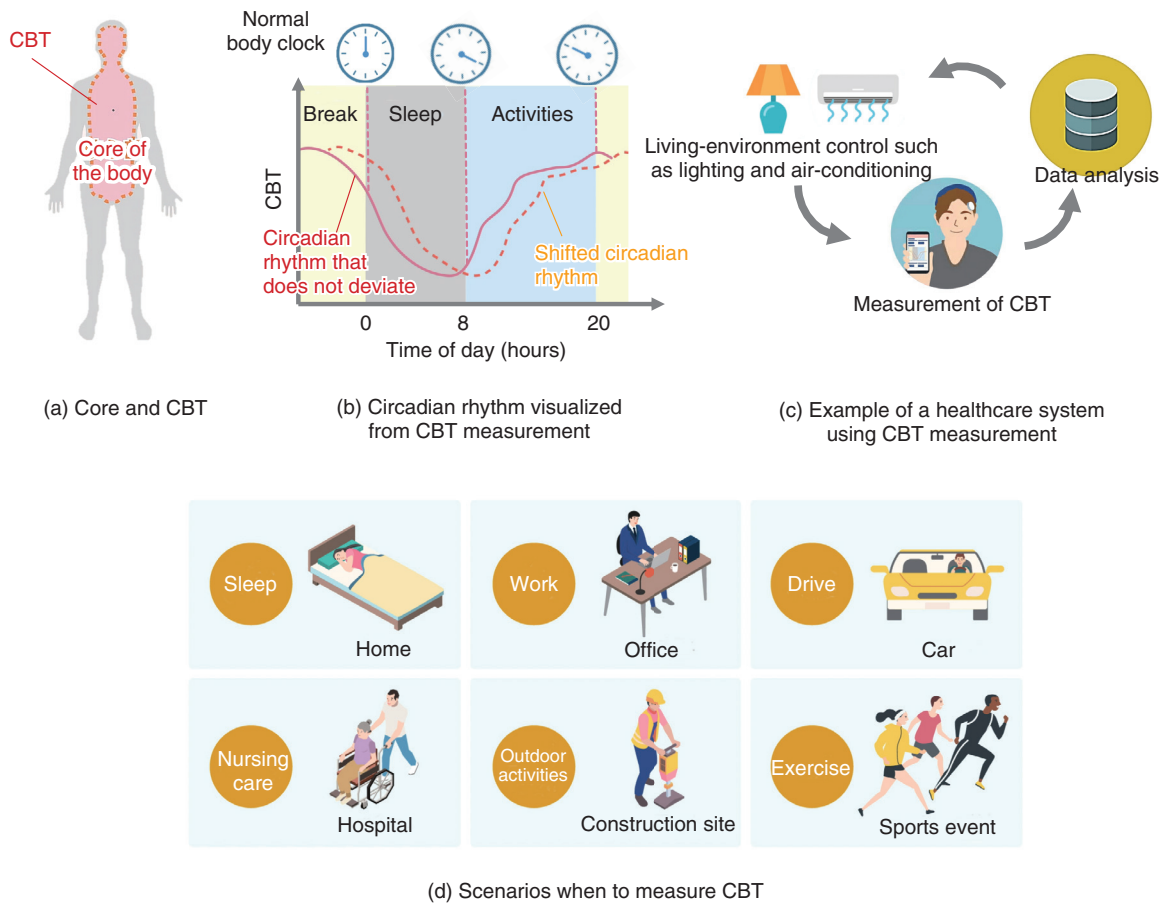 CBT
Core of
the body
(a) Core and CBT
Normal
body clock
Break
Sleep
Activities
CBT
Circadian
rhythm that
does not deviate
Shifted circadian
rhythm
0
8
20
Time of day (hours)
(b) Circadian rhythm visualized
from CBT measurement
Living-environment control such
as lighting and air-conditioning
Data analysis
Measurement of CBT
(c) Example of a healthcare system
using CBT measurement
Sleep
Home
Work
Office
Drive
Car
Nursing
care
Hospital
Outdoor
activities
Construction site
Exercise
Sports event
(d) Scenarios when to measure CBT